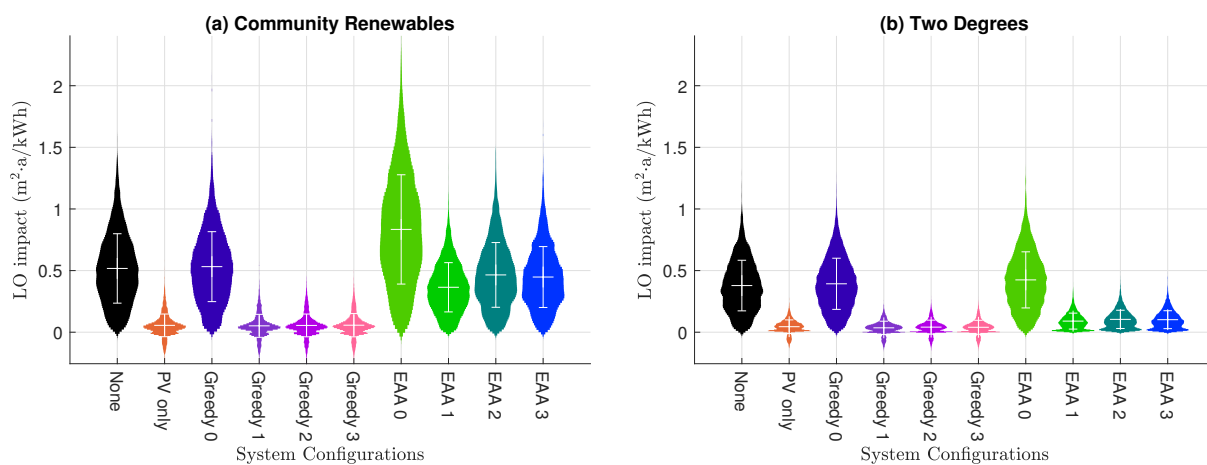 (a) Community Renewables
LO impact (m²·a/kWh)
2
1.5
1
0.5
0
None
PV only
Greedy 0
Greedy 1
Greedy 2
Greedy 3
EAA 0
EAA 1
EAA 2
EAA 3
System Configurations
(b) Two Degrees
LO impact (m²·a/kWh)
2
1.5
1
0.5
0
None
PV only
Greedy 0
Greedy 1
Greedy 2
Greedy 3
EAA 0
EAA 1
EAA 2
EAA 3
System Configurations